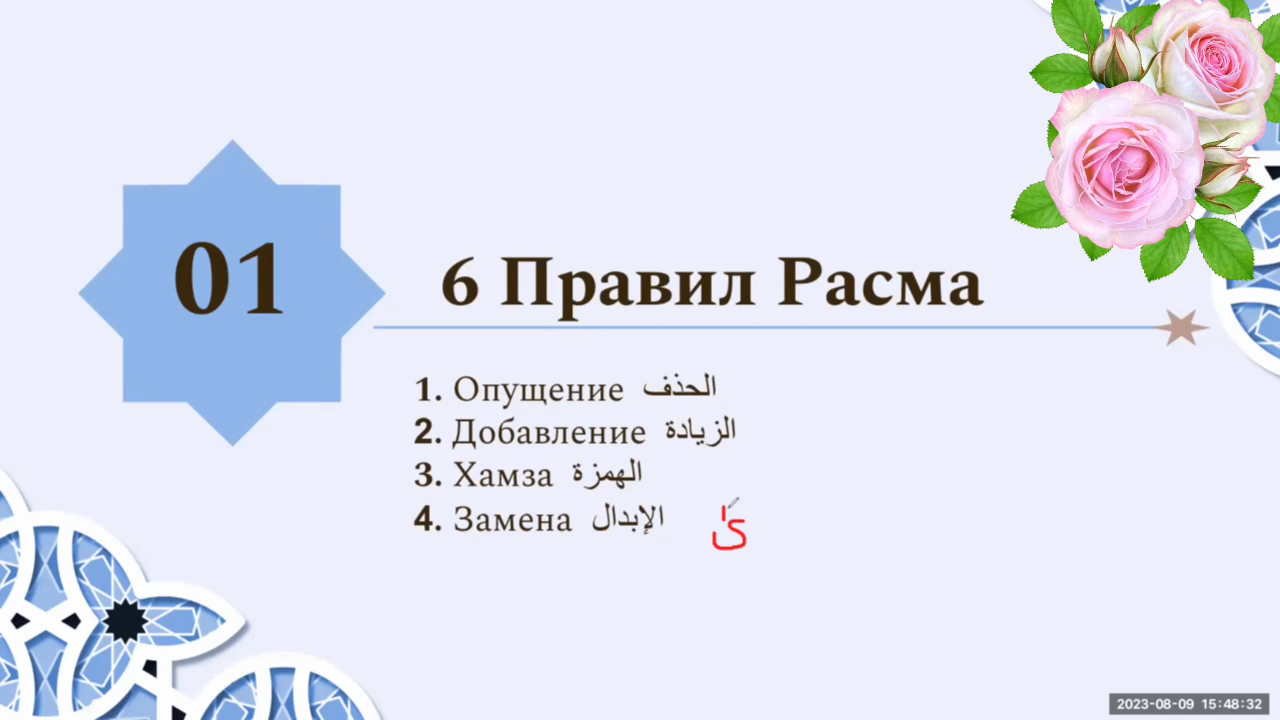 01
6 Правил Расма
1. Опущение الحذف
2. Добавление الزيادة
3. Хамза الهمزة
4. Замена الإبدال ىٰ
2023-08-09 15:48:32